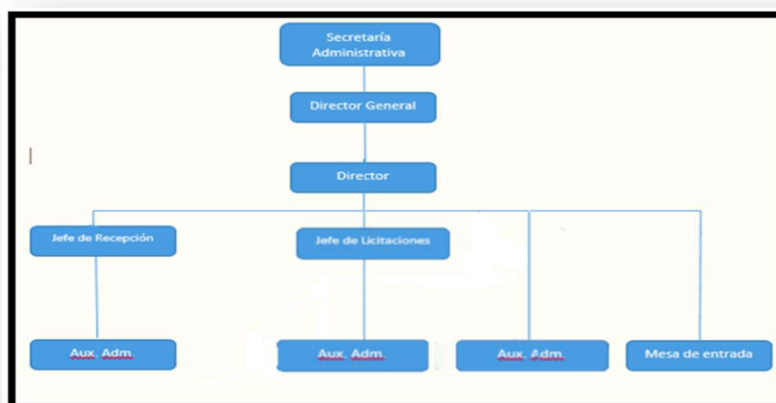 Secretaría
Administrativa
Director General
Director
Jefe de Recepción
Jefe de Licitaciones
Aux. Adm.
Aux. Adm.
Aux. Adm.
Mesa de entrada